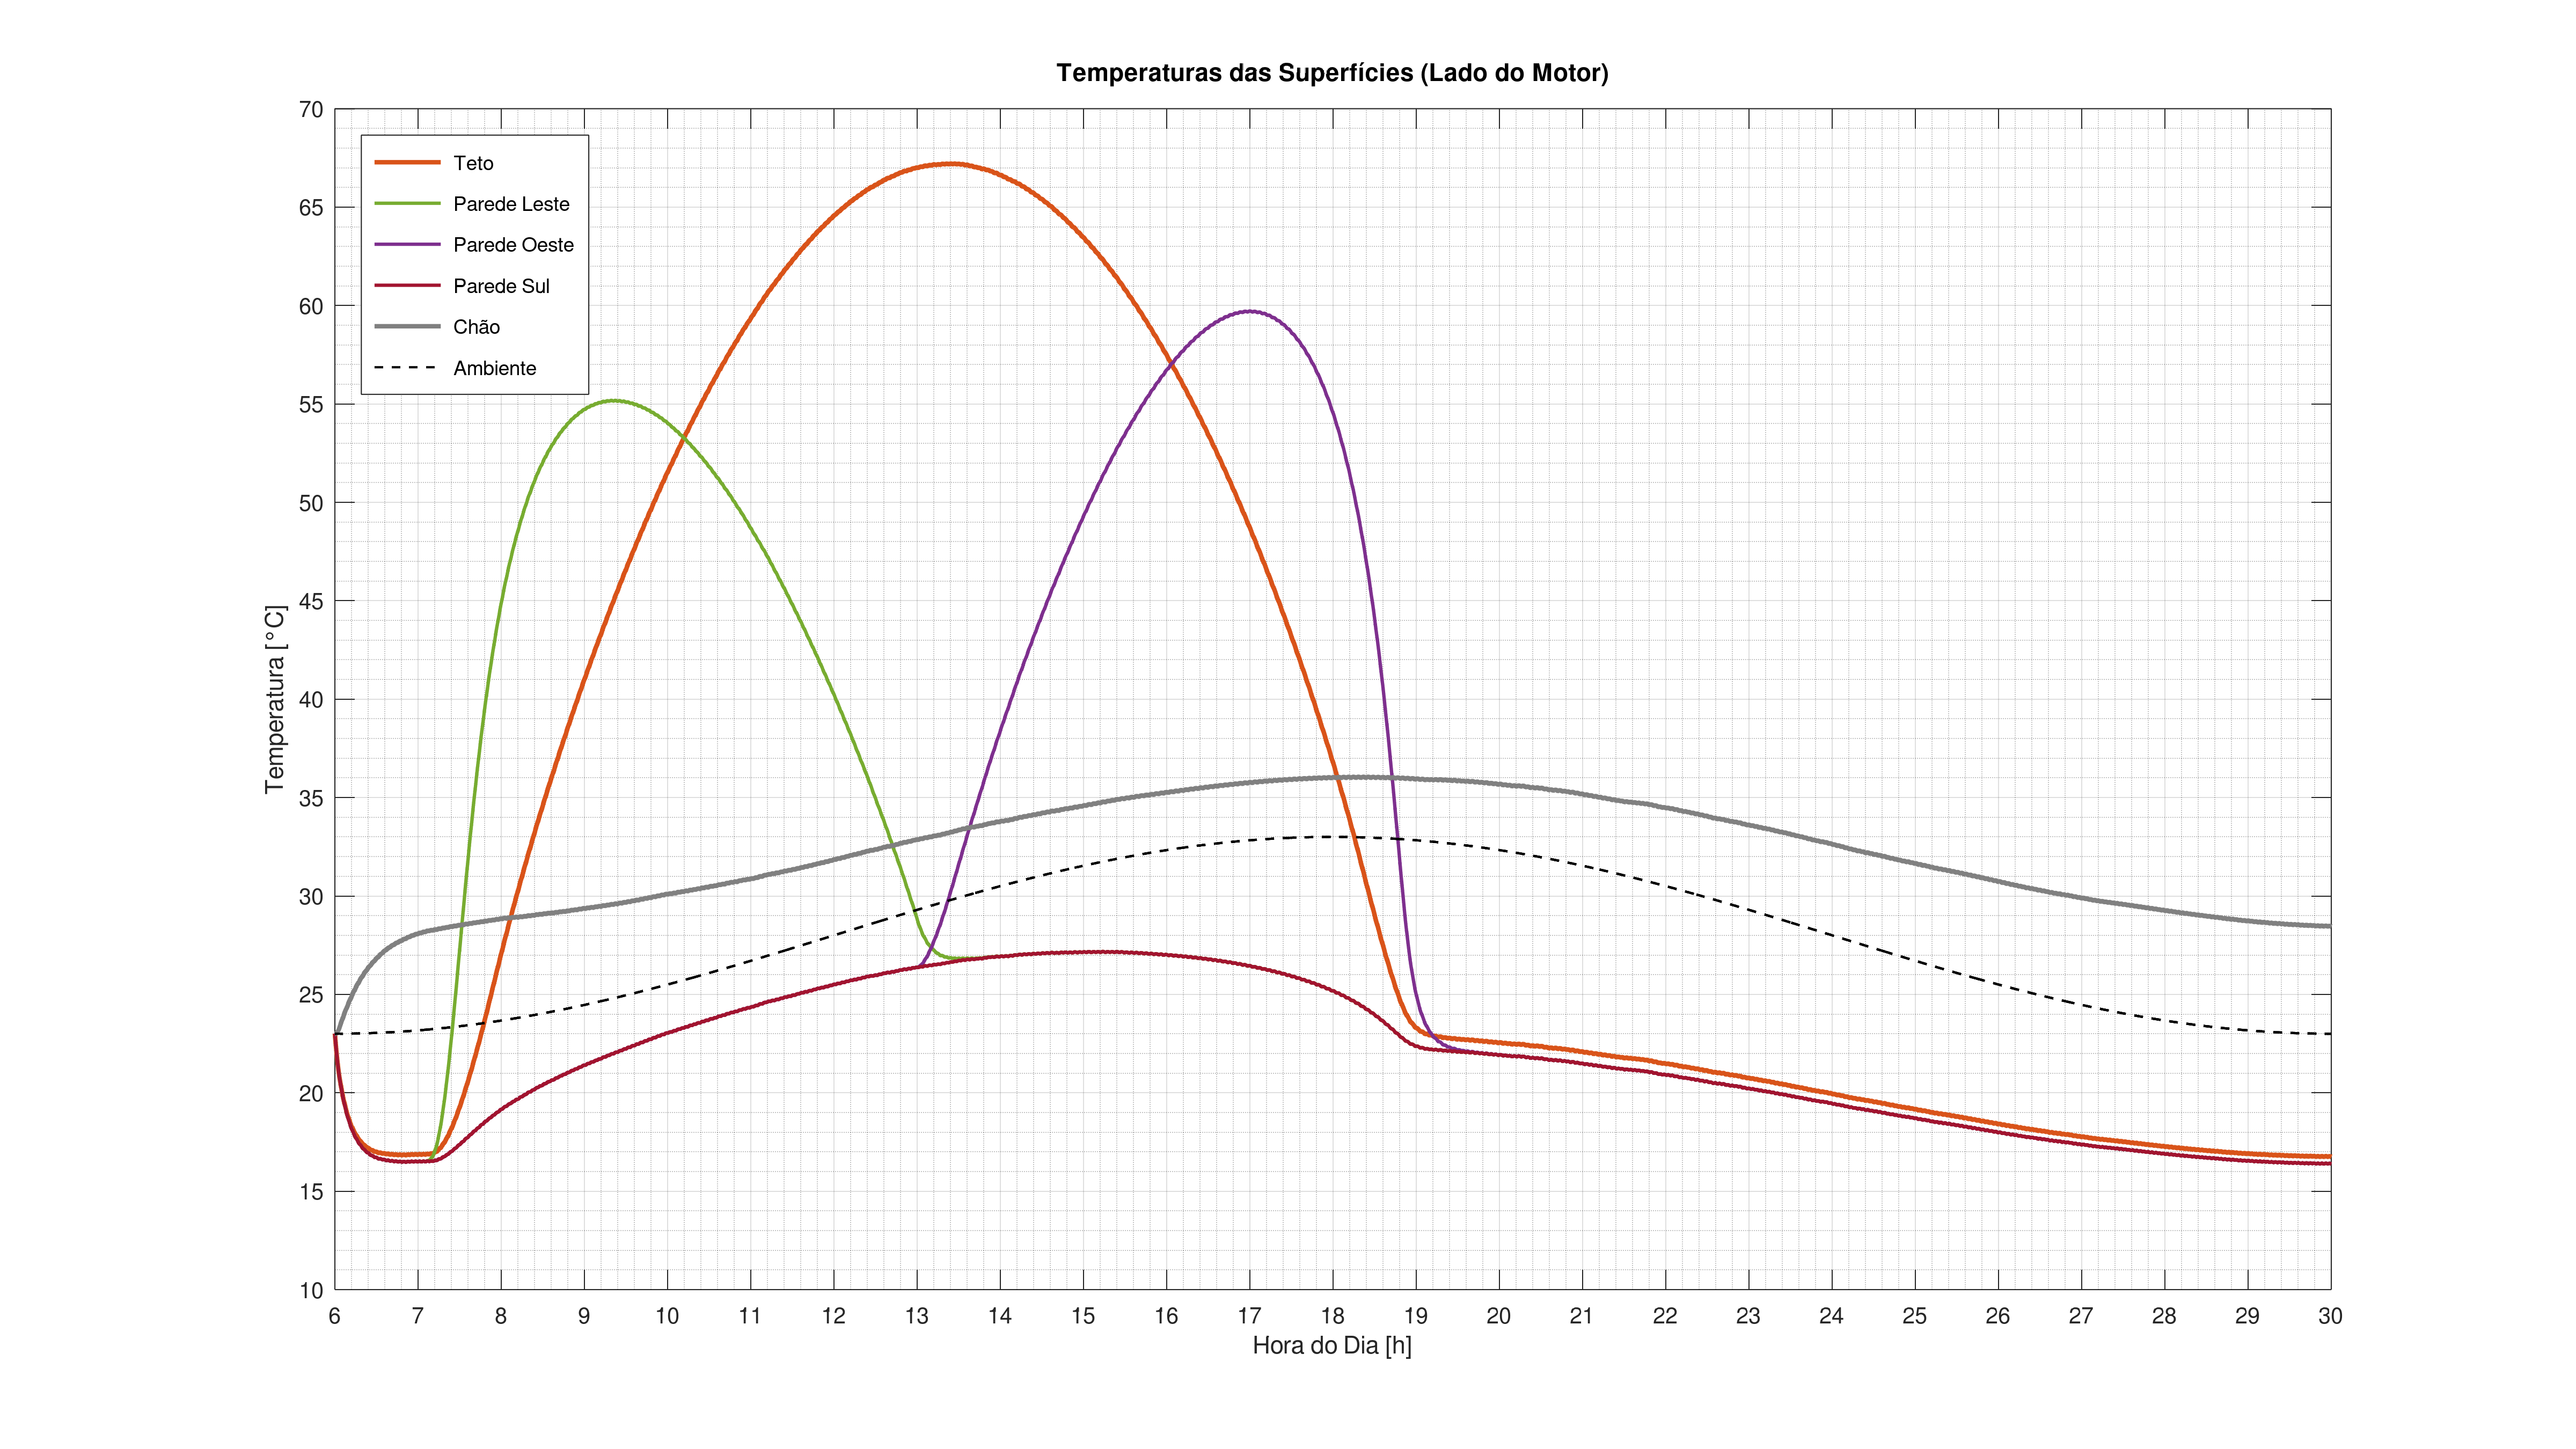 Temperaturas das Superfícies (Lado do Motor)
70
65
60
55
50
45
40
35
30
25
20
15
10
Temperatura [°C]
Teto
Parede Leste
Parede Oeste
Parede Sul
Chão
Ambiente
6 7 8 9 10 11 12 13 14 15 16 17 18 19 20 21 22 23 24 25 26 27 28 29 30
Hora do Dia [h]